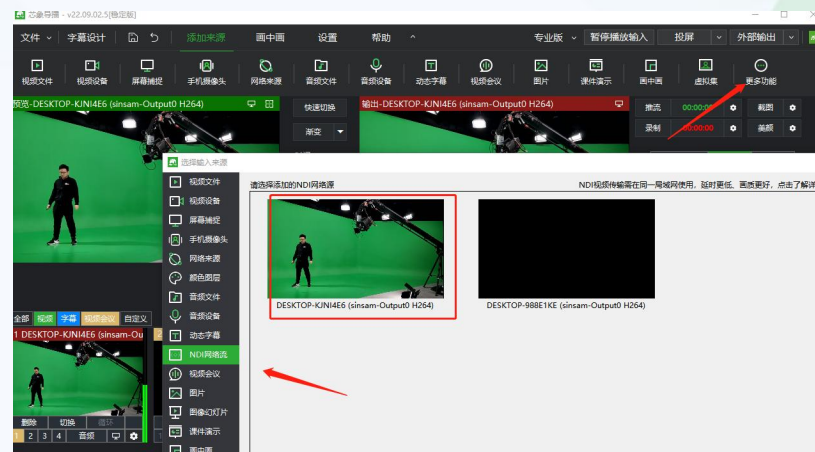 芯象导播 - v22.09.02.5[稳定版]
文件 字幕设计 添加来源 画中画 设置 帮助 专业版 暂停播放输入 投屏 外部输出
视频文件 视频设备 屏幕捕捉 手机摄像头 网络来源 音频文件 音频设备 动态字幕 视频会议 图片 课件演示 画中画 虚拟集 更多功能
预览-DESKTOP-KJNI4E6 (sinsam-Output0 H264) 快速切换 输出-DESKTOP-KJNI4E6 (sinsam-Output0 H264) 推流 00:00:00 截图
渐变 录制 00:00:00 美颜
选择输入来源
请选择添加的NDI网络源 NDI视频传输需在同一局域网使用，延时更低、画质更好，点击了解详
视频文件
视频设备
屏幕捕捉
手机摄像头
网络来源
颜色图层
音频文件
音频设备
动态字幕
NDI网络流
视频会议
图片
图像幻灯片
课件演示
画中画
DESKTOP-KJNI4E6 (sinsam-Output0 H264) DESKTOP-988E1KE (sinsam-Output0 H264)
全部 视频 字幕 视频会议 自定义
1 DESKTOP-KJNI4E6 (sinsam-Ou
删除 切换 循环
1 2 3 4 音频